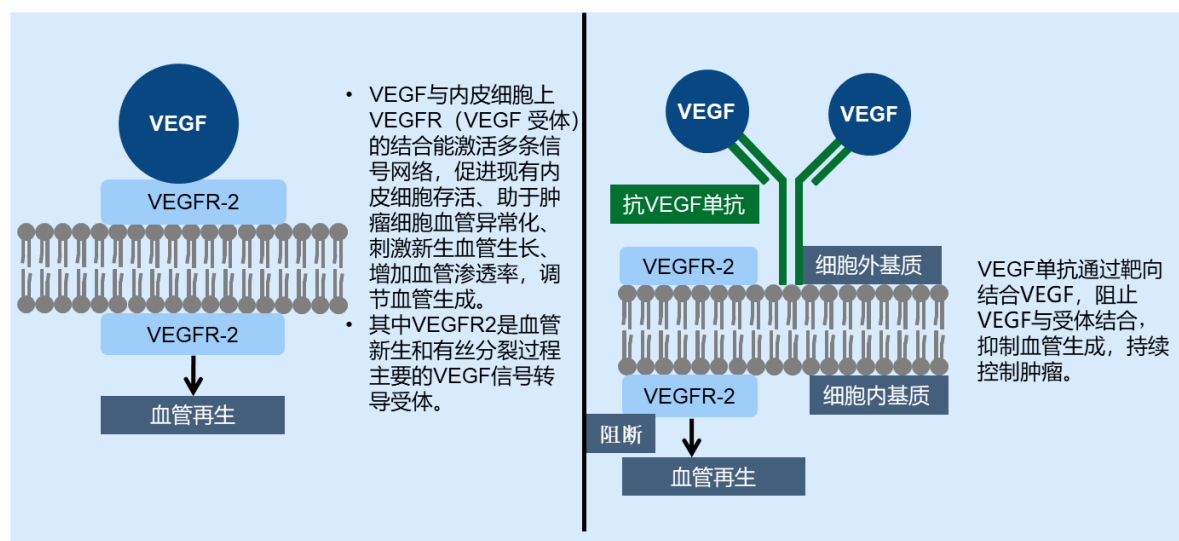 VEGF
VEGFR-2
VEGFR-2
血管再生
• VEGF与内皮细胞上
VEGFR（VEGF 受体）
的结合能激活多条信
号网络，促进现有内
皮细胞存活、助于肿
瘤细胞血管异常化、
刺激新生血管生长、
增加血管渗透率，调
节血管生成。
• 其中VEGFR2是血管
新生和有丝分裂过程
主要的VEGF信号转
导受体。
VEGF
VEGF
抗VEGF单抗
VEGFR-2
细胞外基质
VEGFR-2
细胞内基质
阻断
血管再生
VEGF单抗通过靶向
结合VEGF，阻止
VEGF与受体结合，
抑制血管生成，持续
控制肿瘤。